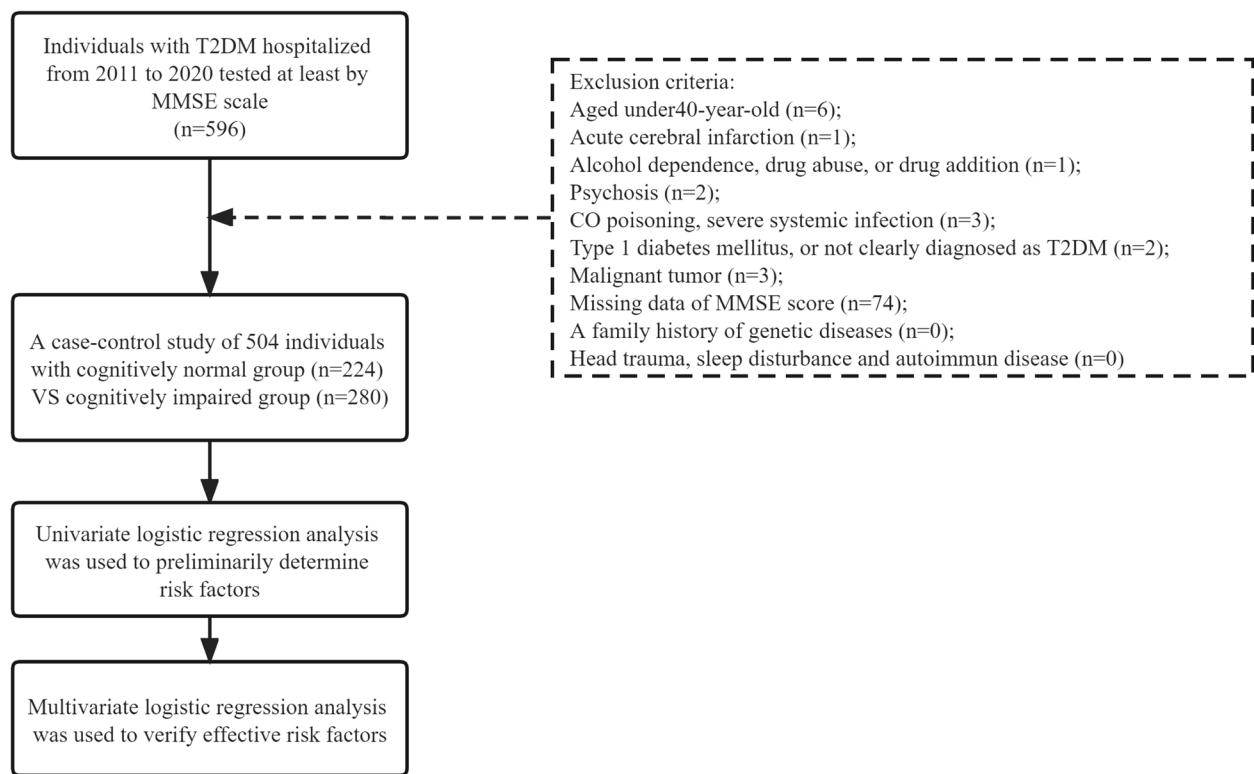 Individuals with T2DM hospitalized
from 2011 to 2020 tested at least by
MMSE scale
(n=596)
Exclusion criteria:
Aged under40-year-old (n=6);
Acute cerebral infarction (n=1);
Alcohol dependence, drug abuse, or drug addition (n=1);
Psychosis (n=2);
CO poisoning, severe systemic infection (n=3);
Type 1 diabetes mellitus, or not clearly diagnosed as T2DM (n=2);
Malignant tumor (n=3);
Missing data of MMSE score (n=74);
A family history of genetic diseases (n=0);
Head trauma, sleep disturbance and autoimmun disease (n=0)
A case-control study of 504 individuals
with cognitively normal group (n=224)
VS cognitively impaired group (n=280)
Univariate logistic regression analysis
was used to preliminarily determine
risk factors
Multivariate logistic regression analysis
was used to verify effective risk factors